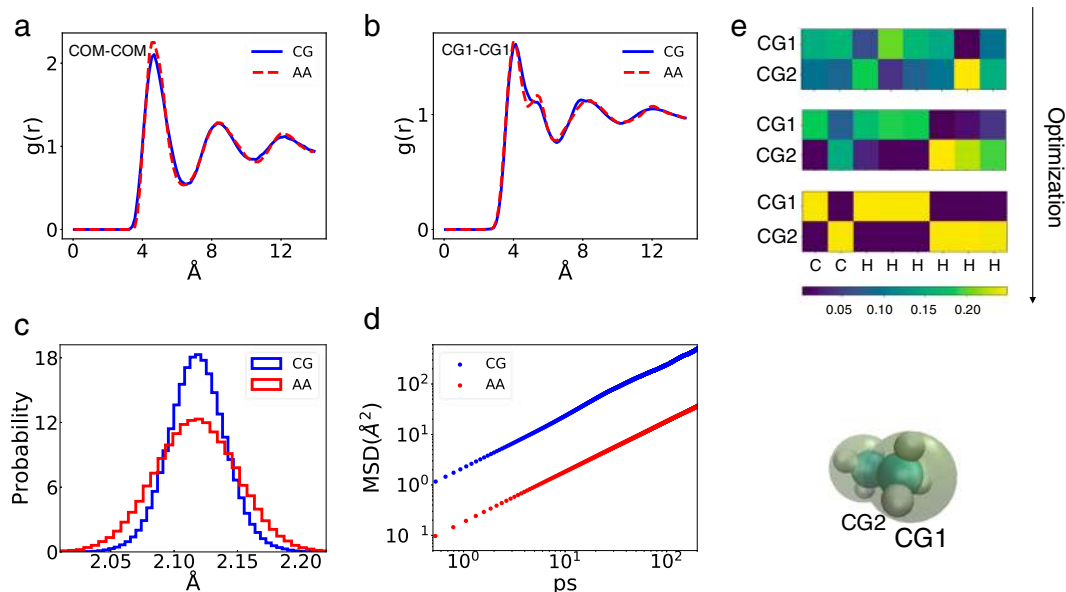 a
COM-COM
CG
AA
2
1
0
g(r)
0 4 8 12
Å
b
CG1-CG1
CG
AA
1
0
g(r)
0 4 8 12
Å
e
CG1
CG2
CG1
CG2
CG1
CG2
C C H H H H H H
0.05 0.10 0.15 0.20
Optimization
c
CG
AA
18
12
6
0
Probability
2.05 2.10 2.15 2.20
Å
d
CG
AA
10²
10¹
10⁰
10⁻¹
MSD(Å²)
10⁰ 10¹ 10²
ps
CG2
CG1